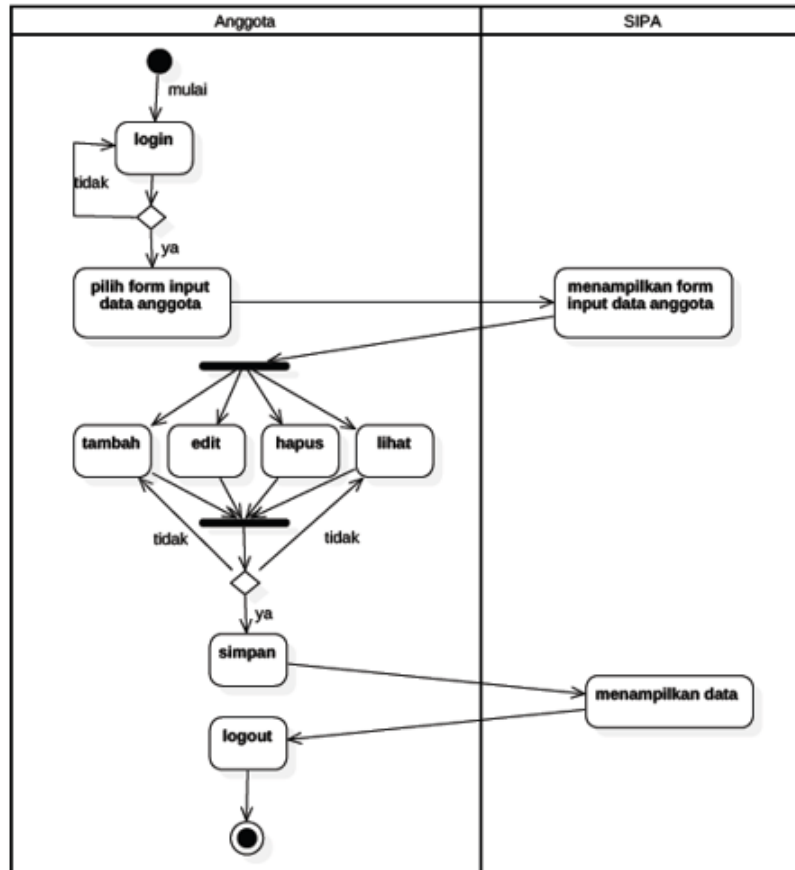 Anggota
SIPA
mulai
login
tidak
ya
pilih form input
data anggota
menampilkan form
input data anggota
tambah
edit
hapus
lihat
tidak
tidak
ya
simpan
menampilkan data
logout